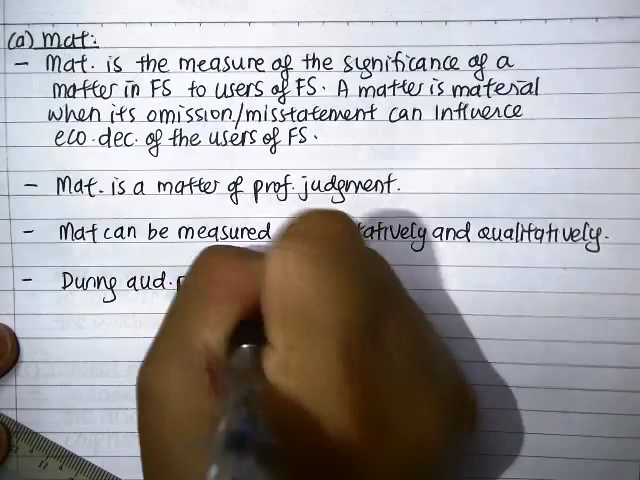 (a) Mat:
- Mat. is the measure of the significance of a
matter in FS to users of FS. A matter is material
when its omission/misstatement can influence
eco.dec. of the users of FS.
- Mat. is a matter of prof. judgment.
- Mat can be measured and qualitatively.
- During aud.